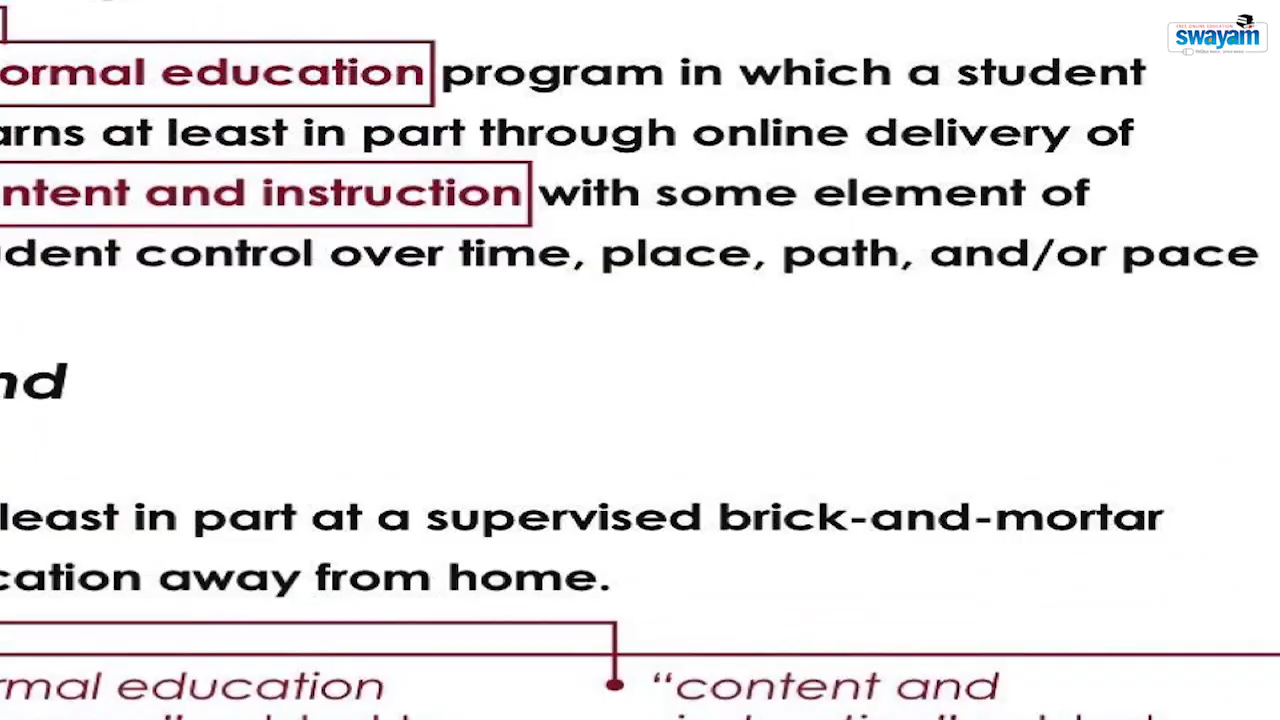 swayam
ormal education program in which a student
arns at least in part through online delivery of
ntent and instruction with some element of
dent control over time, place, path, and/or pace
nd
least in part at a supervised brick-and-mortar
cation away from home.
rmal education
“content and